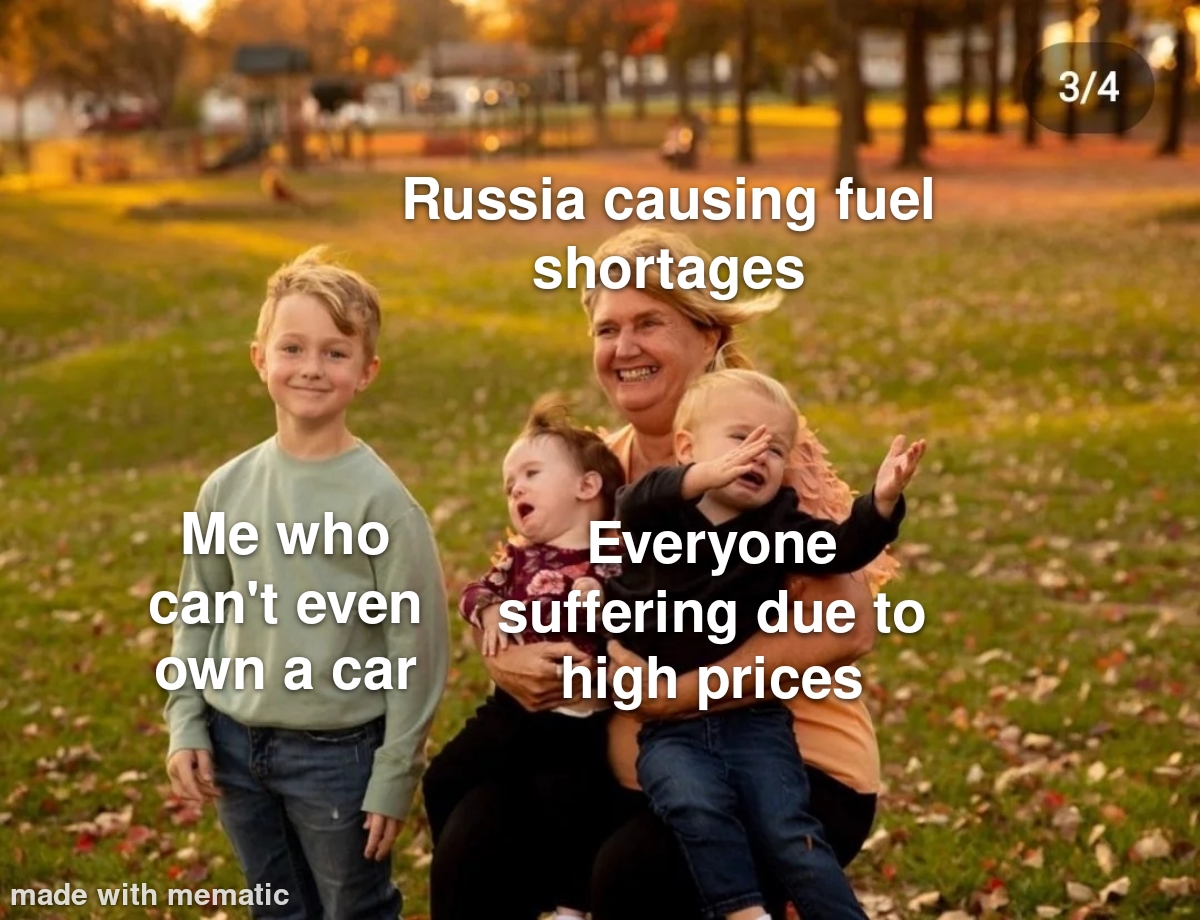 3/4
Russia causing fuel
shortages
Me who
can't even
own a car
Everyone
suffering due to
high prices
made with mematic